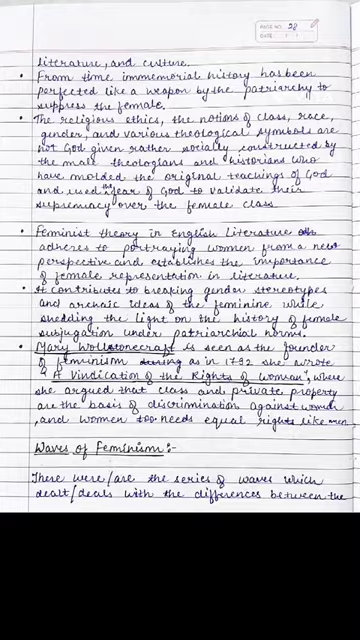 PAGE NO. 28
DATE
literature, and culture.
• From time immemorial history has been
perfected like a weapon by the patriarchy to
suppress the female.
• The religious ethics, the notions of class, race,
gender, and various theological symbols are
not God given rather socially constructed by
the male theologians and historians who
have molded the original teachings of God
and used the fear of God to validate their
supremacy over the female class.
• Feminist theory in English Literature
adheres to portraying women from a new
perspective and establishes the importance
of female representation in literature.
• It contributes to breaking gender stereotypes
and archaic ideas of the feminine while
shedding the light on the history of female
subjugation under patriarchal norms.
• Mary Wollstonecraft is seen as the founder
of feminism as in 1792 she wrote
"A Vindication of the Rights of Woman", where
she argued that class and private property
are the basis of discrimination against women
, and women too needs equal rights like men.
Waves of Feminism:-
There were/are the series of waves which
dealt/deals with the differences between the